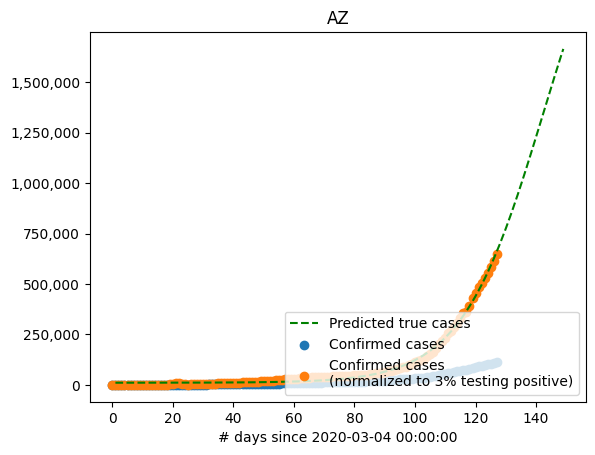 AZ
1,500,000
1,250,000
1,000,000
750,000
500,000
250,000
0
Predicted true cases
Confirmed cases
Confirmed cases
(normalized to 3% testing positive)
0 20 40 60 80 100 120 140
# days since 2020-03-04 00:00:00